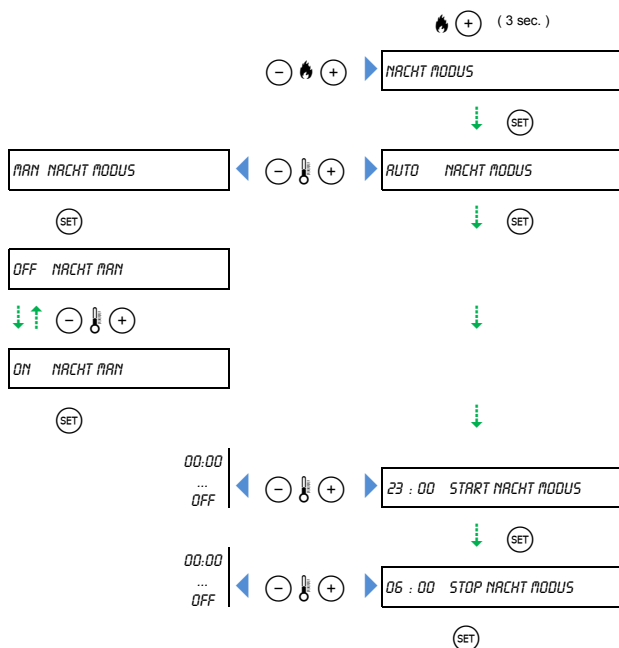 ( 3 sec. )
NACHT MODUS
SET
MAN NACHT MODUS
AUTO NACHT MODUS
SET
SET
OFF NACHT MAN
ON NACHT MAN
SET
00:00
...
OFF
23 : 00 START NACHT MODUS
SET
00:00
...
OFF
06 : 00 STOP NACHT MODUS
SET